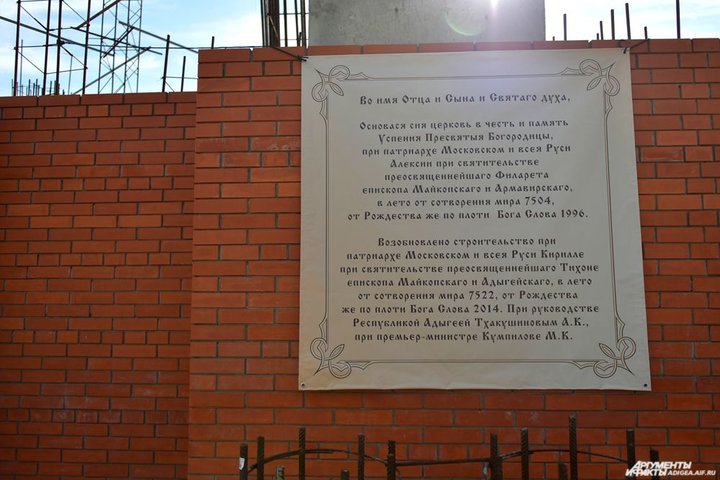 Во имя Отца и Сына и Святаго духа,
Основася сия церковь в честь и память
Успения Пресвятыя Богородицы,
при патриархе Московском и всея Руси
Алексии при святительстве
преосвященнейшаго Филарета
епископа Майкопскаго и Армавирскаго,
в лето от сотворения мира 7504,
от Рождества же по плоти Бога Слова 1996.
Возобновлено строительство при
патриархе Московском и всея Руси Кирилле
при святительстве преосвященнейшаго Тихоне
епископа Майкопскаго и Адыгейскаго, в лето
от сотворения мира 7522, от Рождества
же по плоти Бога Слова 2014. При руководстве
Республикой Адыгеей Тхакушиновым А.К.,
при премьер-министре Кумпилове М.К.
АРГУМЕНТЫ
И ФАКТЫ ADIGEA.AIF.RU